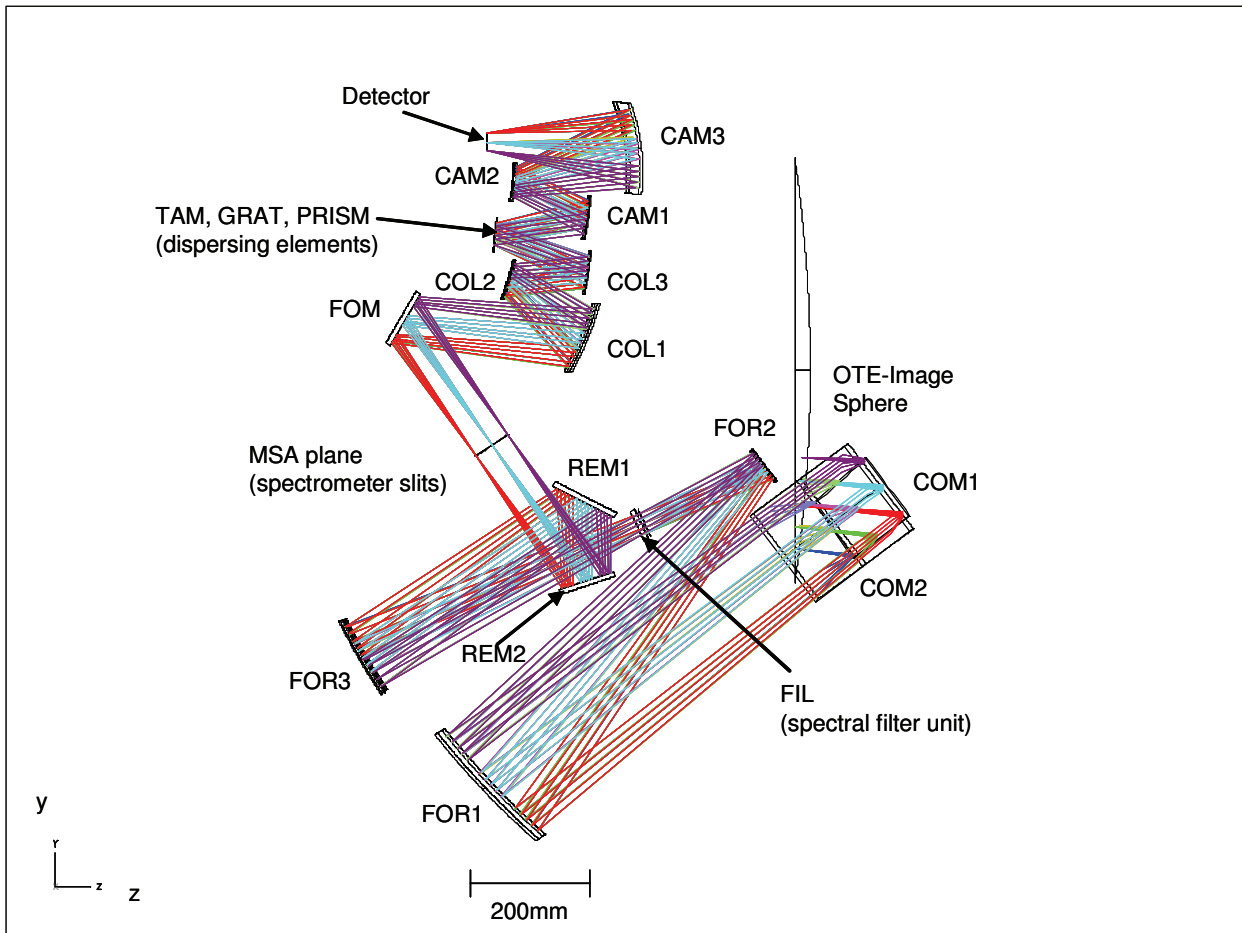 Detector
CAM3
CAM2
TAM, GRAT, PRISM
(dispersing elements)
CAM1
COL2
COL3
FOM
COL1
OTE-Image
Sphere
FOR2
MSA plane
(spectrometer slits)
REM1
COM1
COM2
REM2
FOR3
FIL
(spectral filter unit)
FOR1
y
Y
Z
z
200mm